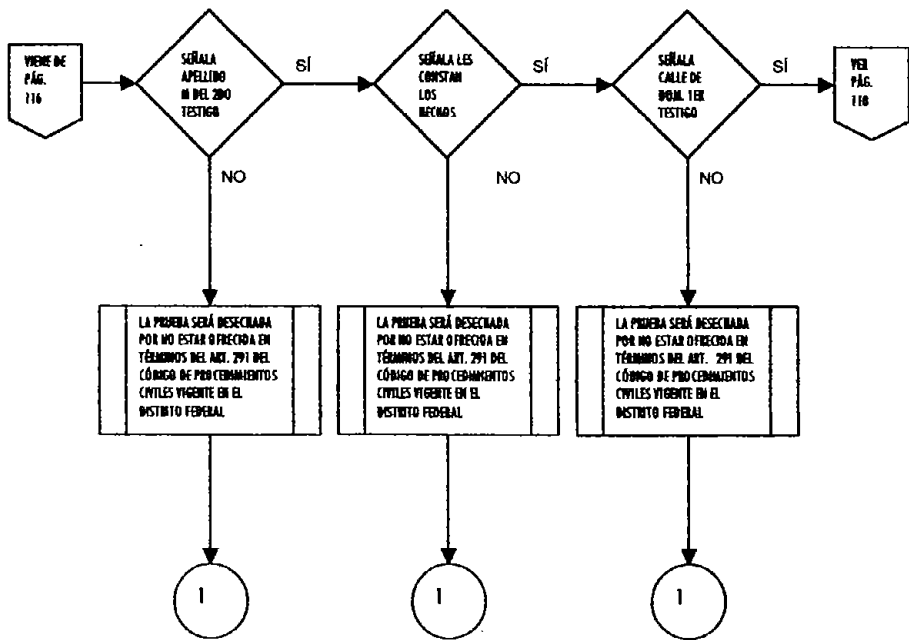 VIENE DE
PÁG.
116
SEÑALA
APELLIDO
M DEL 2DO
TESTIGO
SÍ
SEÑALA LES
CONSTAN
LOS
HECHOS
SÍ
SEÑALA
CALLE DE
DOM. 1ER
TESTIGO
SÍ
VER
PÁG.
118
NO
NO
NO
LA PRUEBA SERÁ DESECHADA
POR NO ESTAR OFRECIDA EN
TÉRMINOS DEL ART. 291 DEL
CÓDIGO DE PROCEDIMIENTOS
CIVILES VIGENTE EN EL
DISTRITO FEDERAL
LA PRUEBA SERÁ DESECHADA
POR NO ESTAR OFRECIDA EN
TÉRMINOS DEL ART. 291 DEL
CÓDIGO DE PROCEDIMIENTOS
CIVILES VIGENTE EN EL
DISTRITO FEDERAL
LA PRUEBA SERÁ DESECHADA
POR NO ESTAR OFRECIDA EN
TÉRMINOS DEL ART. 291 DEL
CÓDIGO DE PROCEDIMIENTOS
CIVILES VIGENTE EN EL
DISTRITO FEDERAL
1
1
1